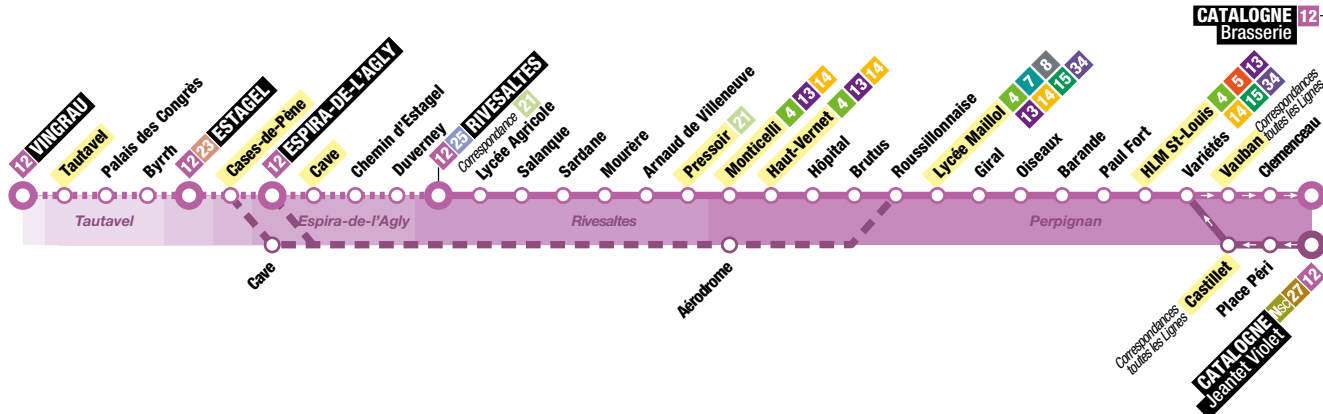 CATALOGNE 12
Brasserie
12 VINGRAU
Tautavel
Palais des Congrès
Byrrh
12 23 ESTAGEL
Cases-de-Pène
12 ESPIRA-DE-L'AGLY
Cave
Chemin d'Estagel
Duverney
12 25 RIVESALTES
Correspondance 21
Lycée Agricole
Salanque
Sardane
Mourère
Arnaud de Villeneuve
Pressoir 21
Monticelli 4 13 14
Haut-Vernet 4 13 14
Hôpital
Brutus
Roussillonnaise
Lycée Maillol 4 7 8
13 14 15 34
Giral
Oiseaux
Barande
Paul Fort
HLM St-Louis 4 5 13
14 15 34
Variétés
Vauban Correspondances
toutes les Lignes
Clemenceau
Tautavel
Espira-de-l'Agly
Rivesaltes
Perpignan
Cave
Aérodrome
Correspondances
toutes les Lignes
Castillet
Place Péri
CATALOGNE Nsc 27 12
Jeantet Violet